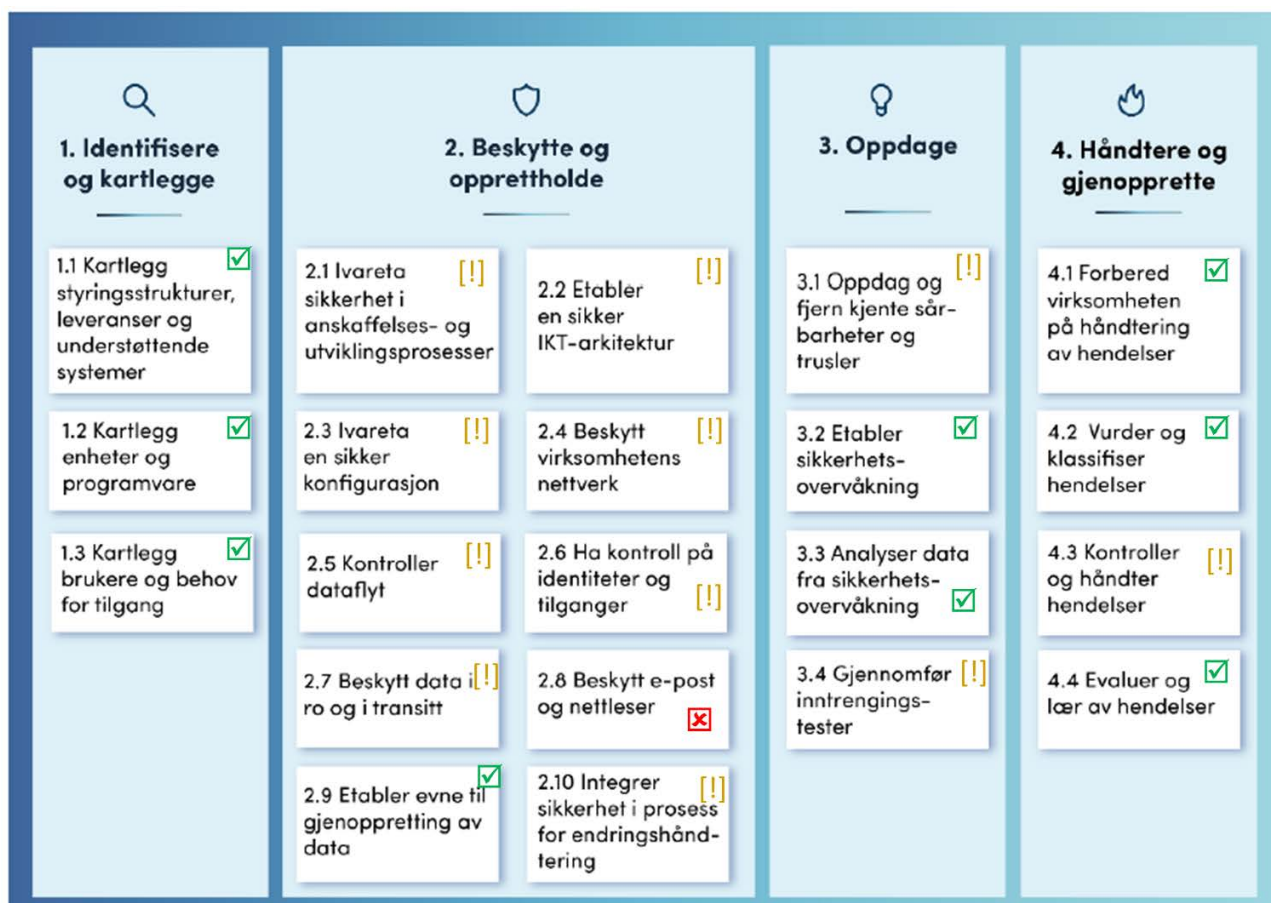 1. Identifisere
og kartlegge
1.1 Kartlegg
styringsstrukturer,
leveranser og
understøttende
systemer
1.2 Kartlegg
enheter og
programvare
1.3 Kartlegg
brukere og behov
for tilgang
2. Beskytte og
opprettholde
2.1 Ivareta
sikkerhet i
anskaffelses- og
utviklingsprosesser
[!]
2.2 Etabler
en sikker
IKT-arkitektur
[!]
2.3 Ivareta
en sikker
konfigurasjon
[!]
2.4 Beskytt
virksomhetens
nettverk
[!]
2.5 Kontroller
dataflyt
[!]
2.6 Ha kontroll på
identiteter og
tilganger
[!]
2.7 Beskytt data i
ro og i transitt
[!]
2.8 Beskytt e-post
og nettleser
2.9 Etabler evne til
gjenoppretting av
data
2.10 Integrer
sikkerhet i prosess
for endringshånd-
tering
[!]
3. Oppdage
3.1 Oppdag og
fjern kjente sår-
barheter og
trusler
[!]
3.2 Etabler
sikkerhets-
overvåkning
3.3 Analyser data
fra sikkerhets-
overvåkning
3.4 Gjennomfør
inntrengings-
tester
[!]
4. Håndtere og
gjenopprette
4.1 Forbered
virksomheten
på håndtering
av hendelser
4.2 Vurder og
klassifiser
hendelser
4.3 Kontroller
og håndter
hendelser
[!]
4.4 Evaluer og
lær av hendelser